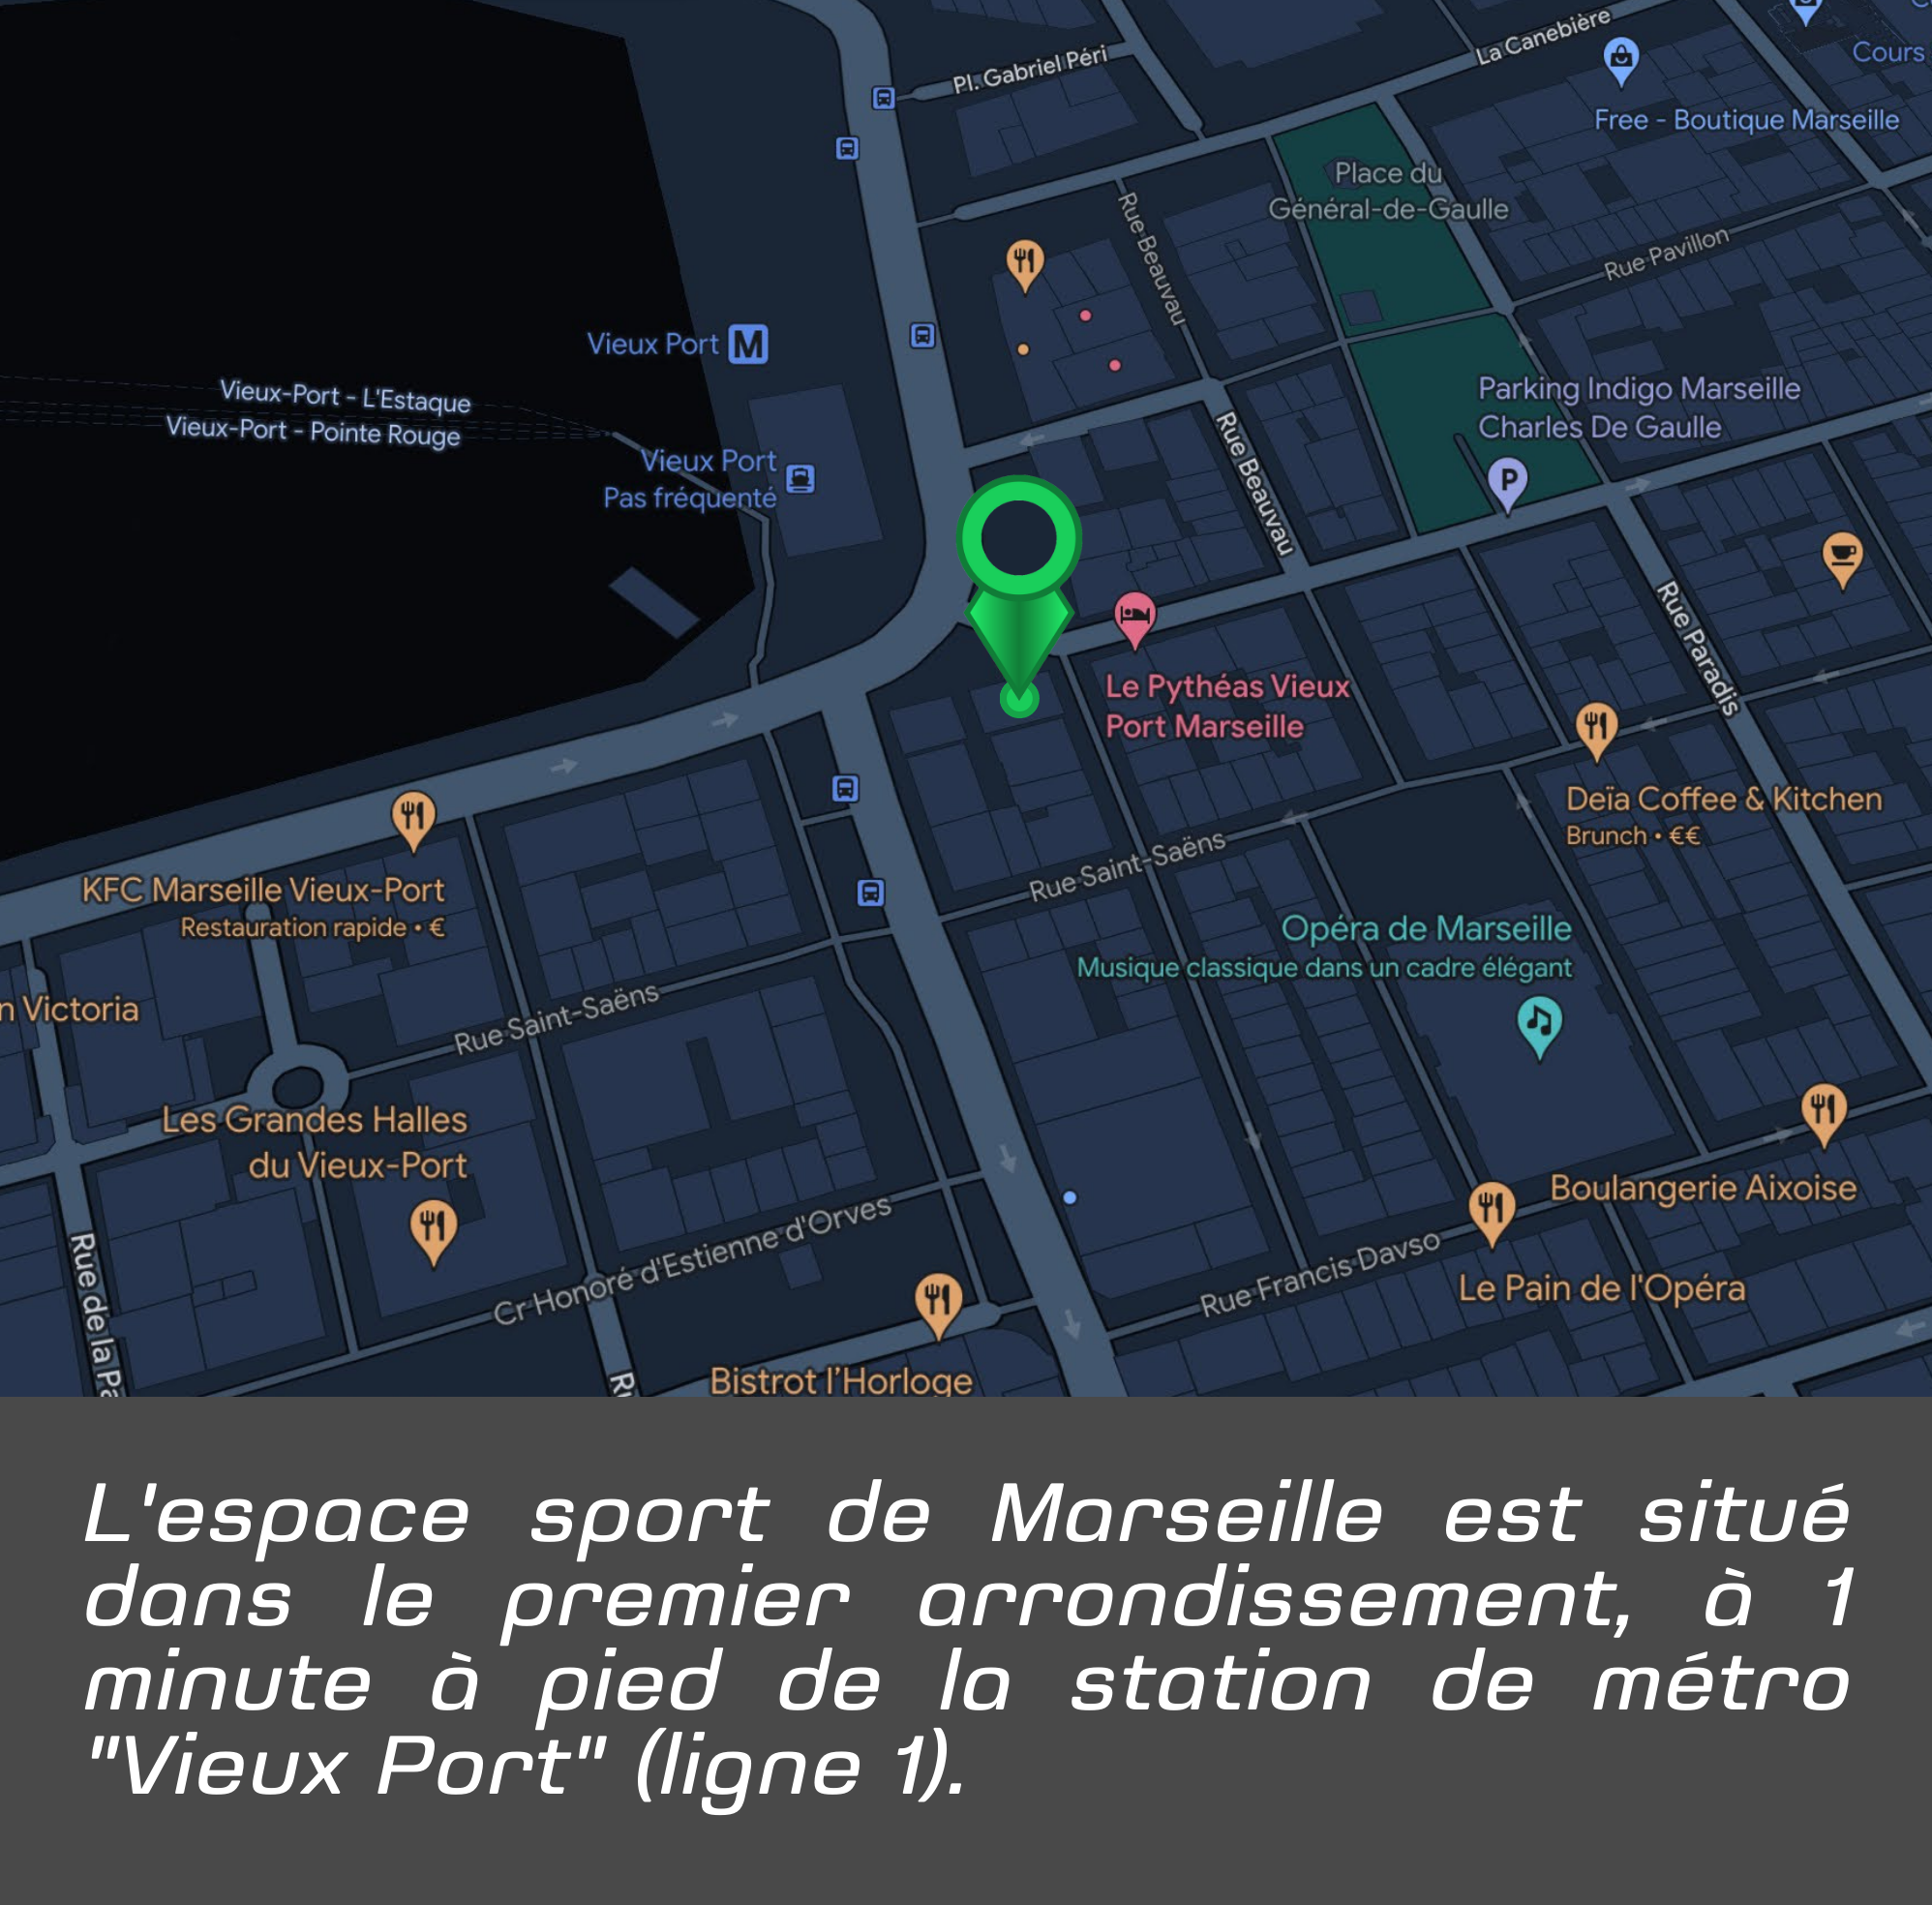 La Canebière
Pl. Gabriel Péri
Cours
Free - Boutique Marseille
Place du
Général-de-Gaulle
Rue Beauvau
Rue Pavillon
Vieux Port M
Vieux-Port - L'Estaque
Vieux-Port - Pointe Rouge
Parking Indigo Marseille
Charles De Gaulle
P
Vieux Port
Pas fréquenté
Rue Beauvau
Rue Paradis
Le Pythéas Vieux
Port Marseille
Deïa Coffee & Kitchen
Brunch • €€
KFC Marseille Vieux-Port
Restauration rapide • €
Rue Saint-Saëns
Opéra de Marseille
Musique classique dans un cadre élégant
n Victoria
Rue Saint-Saëns
Les Grandes Halles
du Vieux-Port
Boulangerie Aixoise
Cr Honoré d'Estienne d'Orves
Rue Francis Davso
Le Pain de l'Opéra
Rue de la Pa
Bistrot l'Horloge
L'espace sport de Marseille est situé
dans le premier arrondissement, à 1
minute à pied de la station de métro
"Vieux Port" (ligne 1).